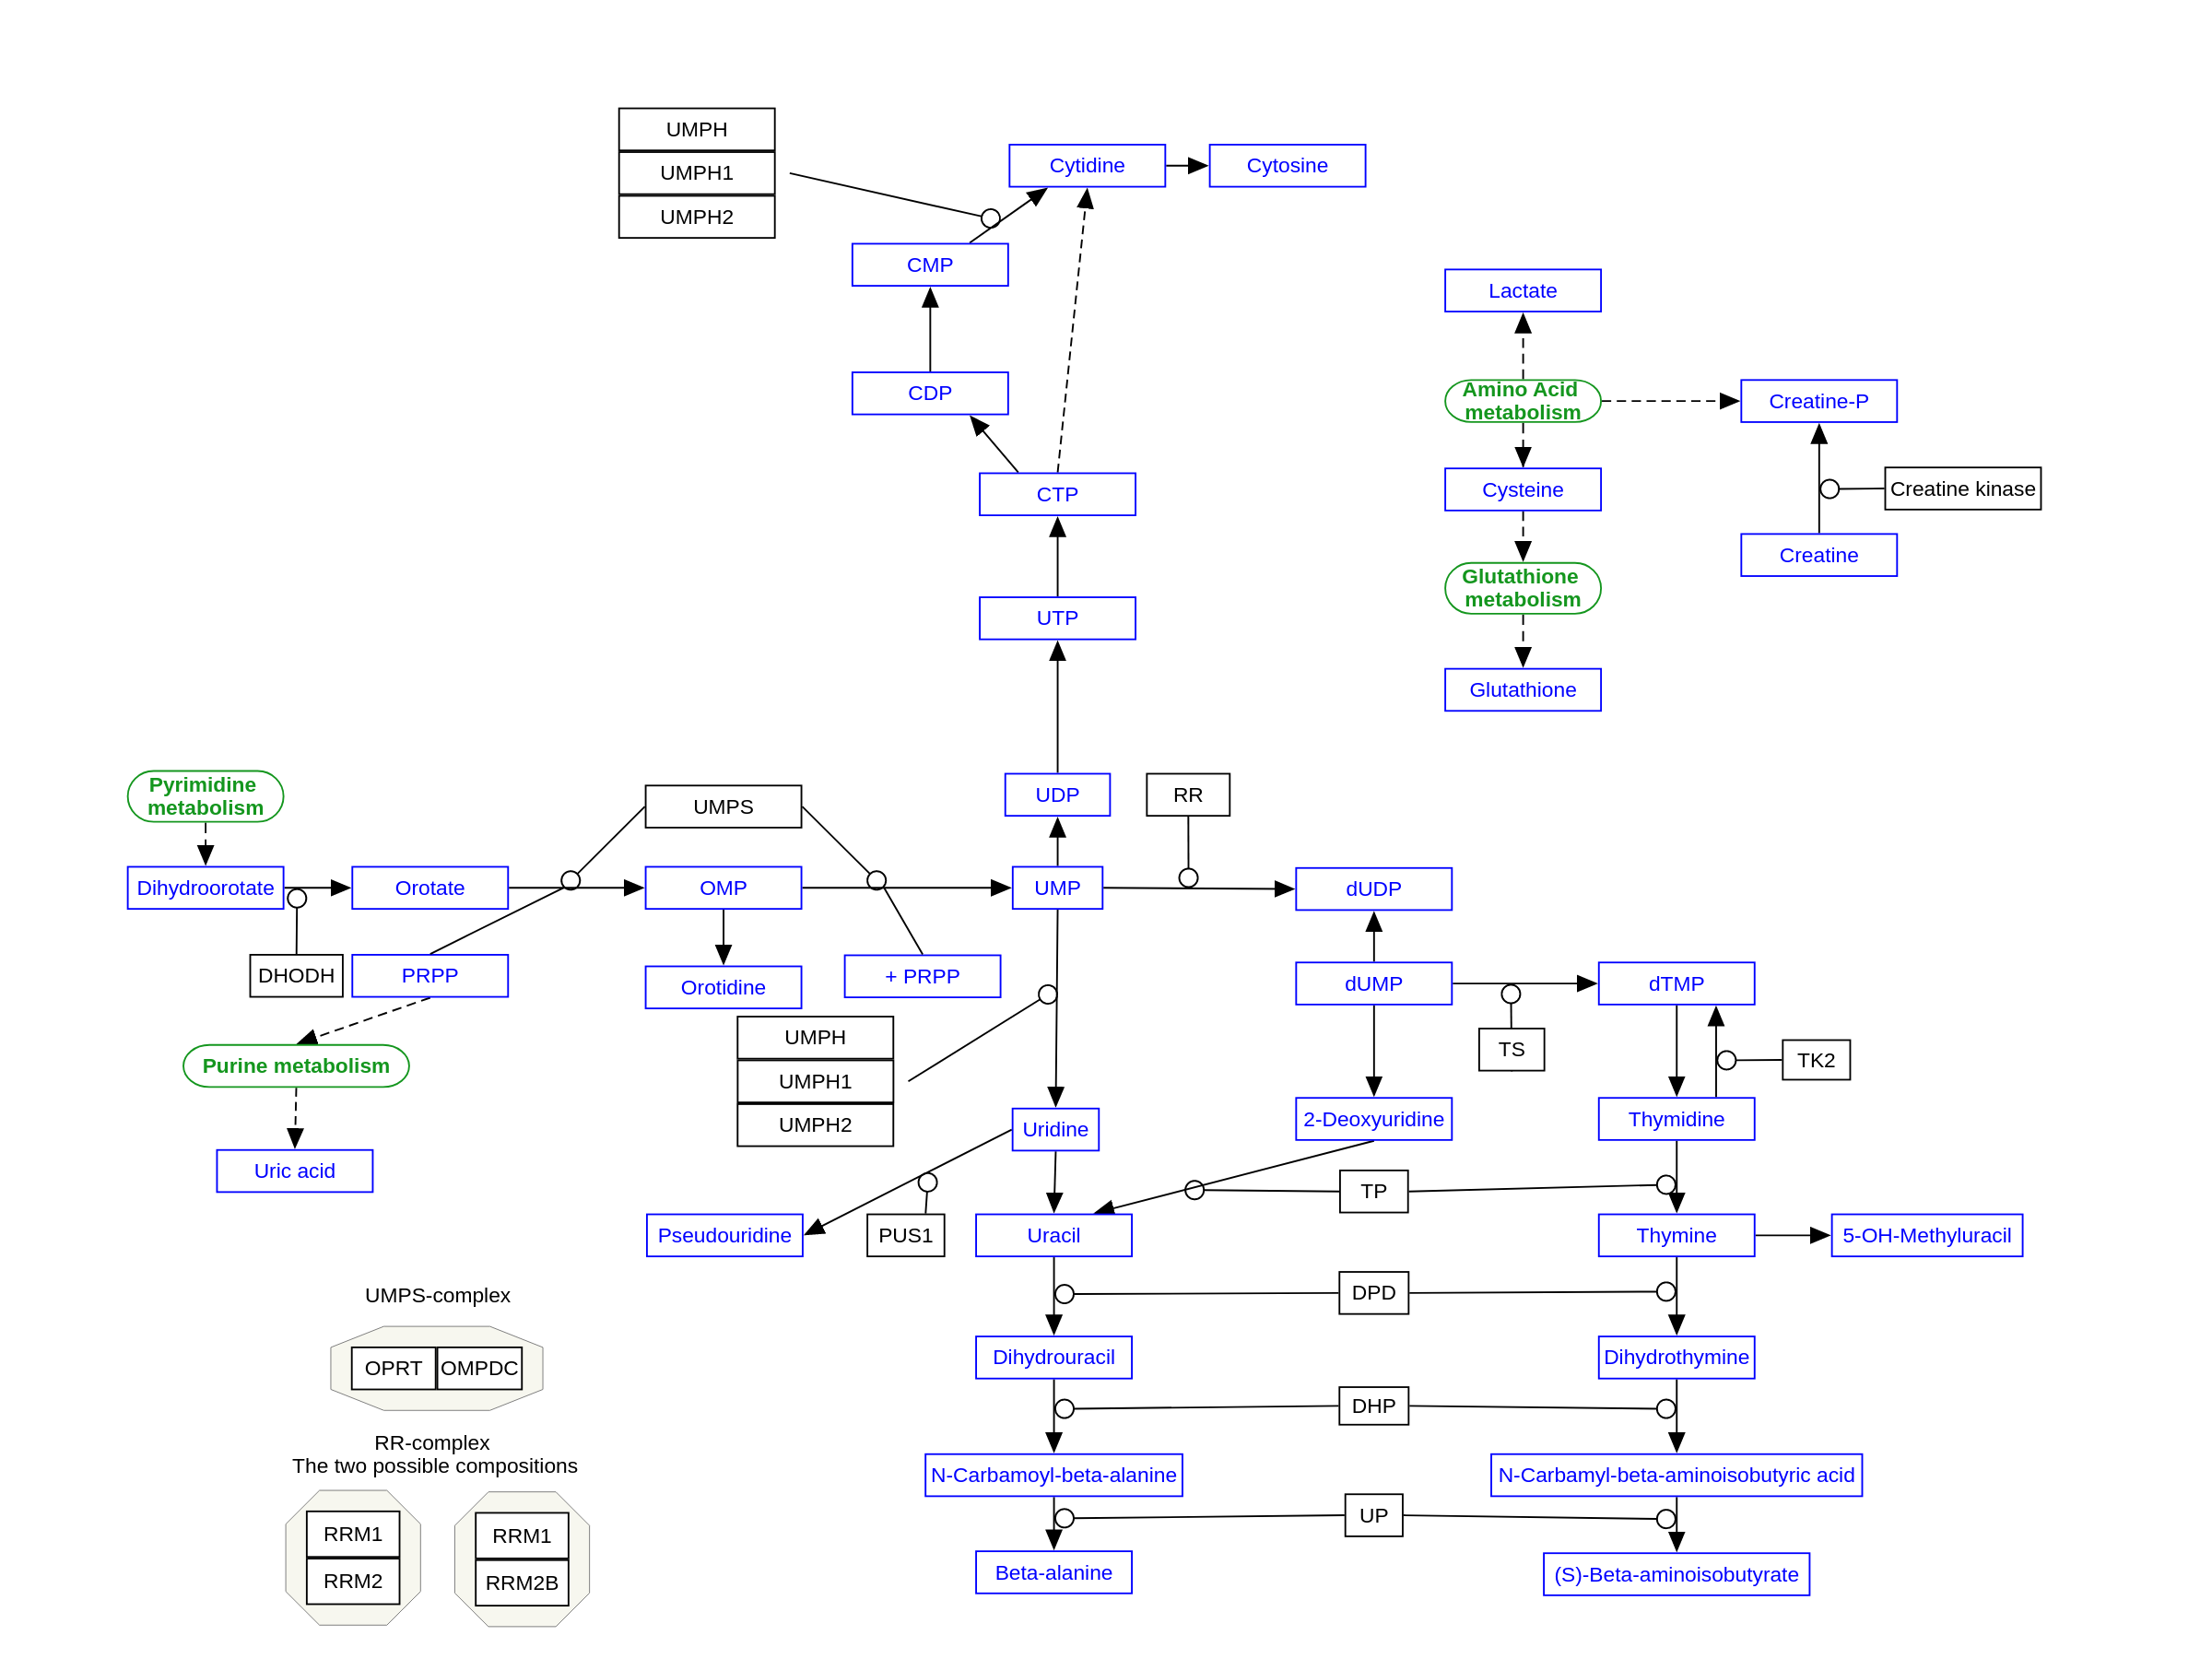 UMPH
UMPH1
UMPH2
Cytidine
Cytosine
CMP
Lactate
CDP
Amino Acid
metabolism
Creatine-P
CTP
Cysteine
Creatine kinase
Creatine
Glutathione
metabolism
UTP
Glutathione
Pyrimidine
metabolism
UMPS
UDP
RR
Dihydroorotate
Orotate
OMP
UMP
dUDP
DHODH
PRPP
Orotidine
+ PRPP
dUMP
dTMP
UMPH
UMPH1
UMPH2
TS
TK2
Purine metabolism
Uridine
2-Deoxyuridine
Thymidine
Uric acid
TP
Pseudouridine
PUS1
Uracil
Thymine
5-OH-Methyluracil
UMPS-complex
DPD
OPRT
OMPDC
Dihydrouracil
Dihydrothymine
DHP
RR-complex
The two possible compositions
N-Carbamoyl-beta-alanine
N-Carbamyl-beta-aminoisobutyric acid
RRM1
RRM2
RRM1
RRM2B
UP
Beta-alanine
(S)-Beta-aminoisobutyrate